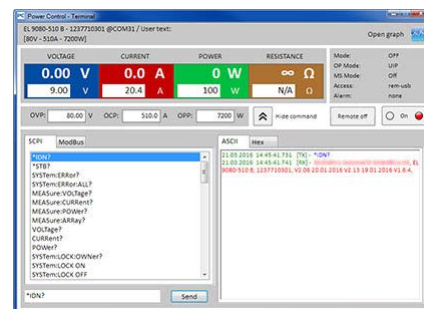 Power Control - Terminal
EL 9080-510 B - 1237710301 @COM31 / User text:
[80V - 510A - 7200W]
Open graph
VOLTAGE CURRENT POWER RESISTANCE
0.00 V 0.0 A 0 W ∞ Ω
9.00 V 20.4 A 100 W N/A Ω
Mode: OFF
OP Mode: UIP
MS Mode: Off
Access: rem-usb
Alarm: none
OVP: 80.00 V OCP: 510.0 A OPP: 7200 W Hide command Remote off On
SCPI ModBus
*IDN?
*STB?
SYSTem:ERRor?
SYSTem:ERRor:ALL?
MEASure:VOLTage?
MEASure:CURRent?
MEASure:POWer?
MEASure:ARRay?
VOLTage?
CURRent?
POWer?
SYSTem:LOCK:OWNer?
SYSTem:LOCK ON
SYSTem:LOCK OFF
*IDN? Send
ASCII Hex
21.03.2016 14:45:41.731 [TX] - *IDN?
21.03.2016 14:45:41.741 [RX] - EL
9080-510 B, 1237710301, V2.06 20.01.2016 V2.13 19.01.2016 V1.6.4,